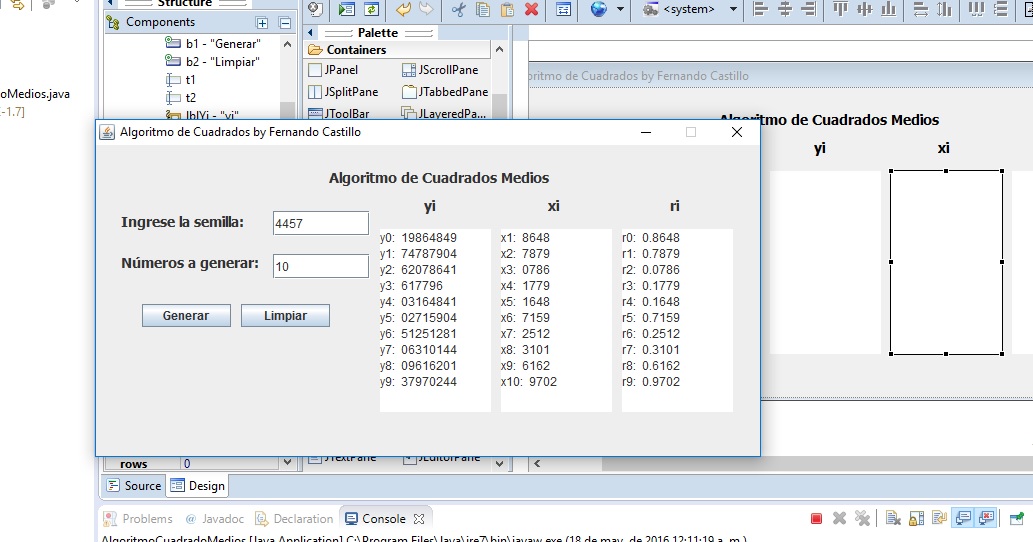 Structure
Components
b1 - "Generar"
b2 - "Limpiar"
t1
t2
lblYi - "yi"
oMedios.java
-1.7]
<system>
Palette
Containers
JPanel
JScrollPane
JSplitPane
JTabbedPane
JToolBar
JLayeredPa...
oritmo de Cuadrados by Fernando Castillo
Algoritmo de Cuadrados Medios
yi
xi
Algoritmo de Cuadrados by Fernando Castillo
Algoritmo de Cuadrados Medios
yi
xi
ri
Ingrese la semilla:
4457
Números a generar:
10
Generar
Limpiar
y0: 19864849
y1: 74787904
y2: 62078641
y3: 617796
y4: 03164841
y5: 02715904
y6: 51251281
y7: 06310144
y8: 09616201
y9: 37970244
x1: 8648
x2: 7879
x3: 0786
x4: 1779
x5: 1648
x6: 7159
x7: 2512
x8: 3101
x9: 6162
x10: 9702
r0: 0.8648
r1: 0.7879
r2: 0.0786
r3: 0.1779
r4: 0.1648
r5: 0.7159
r6: 0.2512
r7: 0.3101
r8: 0.6162
r9: 0.9702
rows
0
JTextPane
JEditorPane
Source
Design
Problems
Javadoc
Declaration
Console
AlgoritmoCuadradoMedios [Java Application] C:\Program Files\Java\jre7\bin\javaw.exe (18 de may. de 2016 12:11:19 a. m.)